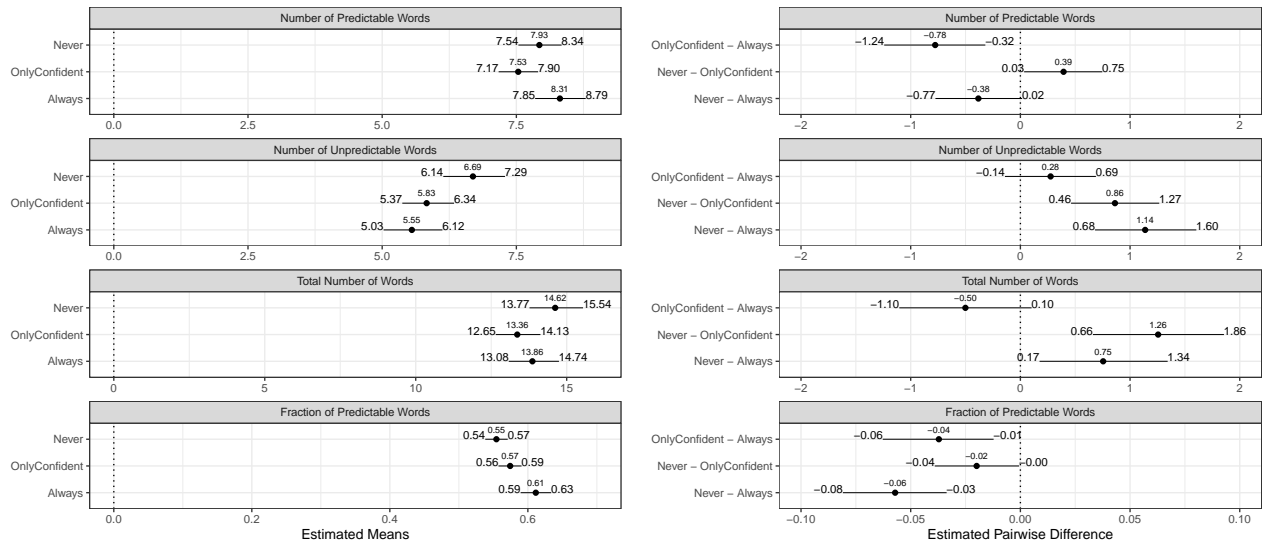 Number of Predictable Words
Never
7.54 7.93 8.34
OnlyConfident
7.17 7.53 7.90
Always
7.85 8.31 8.79
0.0 2.5 5.0 7.5
Number of Unpredictable Words
Never
6.14 6.69 7.29
OnlyConfident
5.37 5.83 6.34
Always
5.03 5.55 6.12
0.0 2.5 5.0 7.5
Total Number of Words
Never
13.77 14.62 15.54
OnlyConfident
12.65 13.36 14.13
Always
13.08 13.86 14.74
0 5 10 15
Fraction of Predictable Words
Never
0.54 0.55 0.57
OnlyConfident
0.56 0.57 0.59
Always
0.59 0.61 0.63
0.0 0.2 0.4 0.6
Estimated Means
Number of Predictable Words
OnlyConfident − Always
−1.24 −0.78 −0.32
Never − OnlyConfident
0.03 0.39 0.75
Never − Always
−0.77 −0.38 0.02
−2 −1 0 1 2
Number of Unpredictable Words
OnlyConfident − Always
−0.14 0.28 0.69
Never − OnlyConfident
0.46 0.86 1.27
Never − Always
0.68 1.14 1.60
−2 −1 0 1 2
Total Number of Words
OnlyConfident − Always
−1.10 −0.50 0.10
Never − OnlyConfident
0.66 1.26 1.86
Never − Always
0.17 0.75 1.34
−2 −1 0 1 2
Fraction of Predictable Words
OnlyConfident − Always
−0.06 −0.04 −0.01
Never − OnlyConfident
−0.04 −0.02 −0.00
Never − Always
−0.08 −0.06 −0.03
−0.10 −0.05 0.00 0.05 0.10
Estimated Pairwise Difference